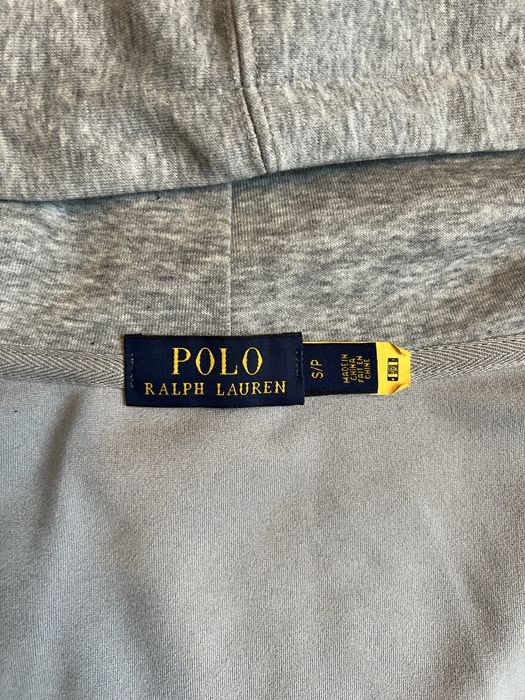 POLO
RALPH LAUREN
S/P
MADE IN
CHINA
FAIT EN
CHINE